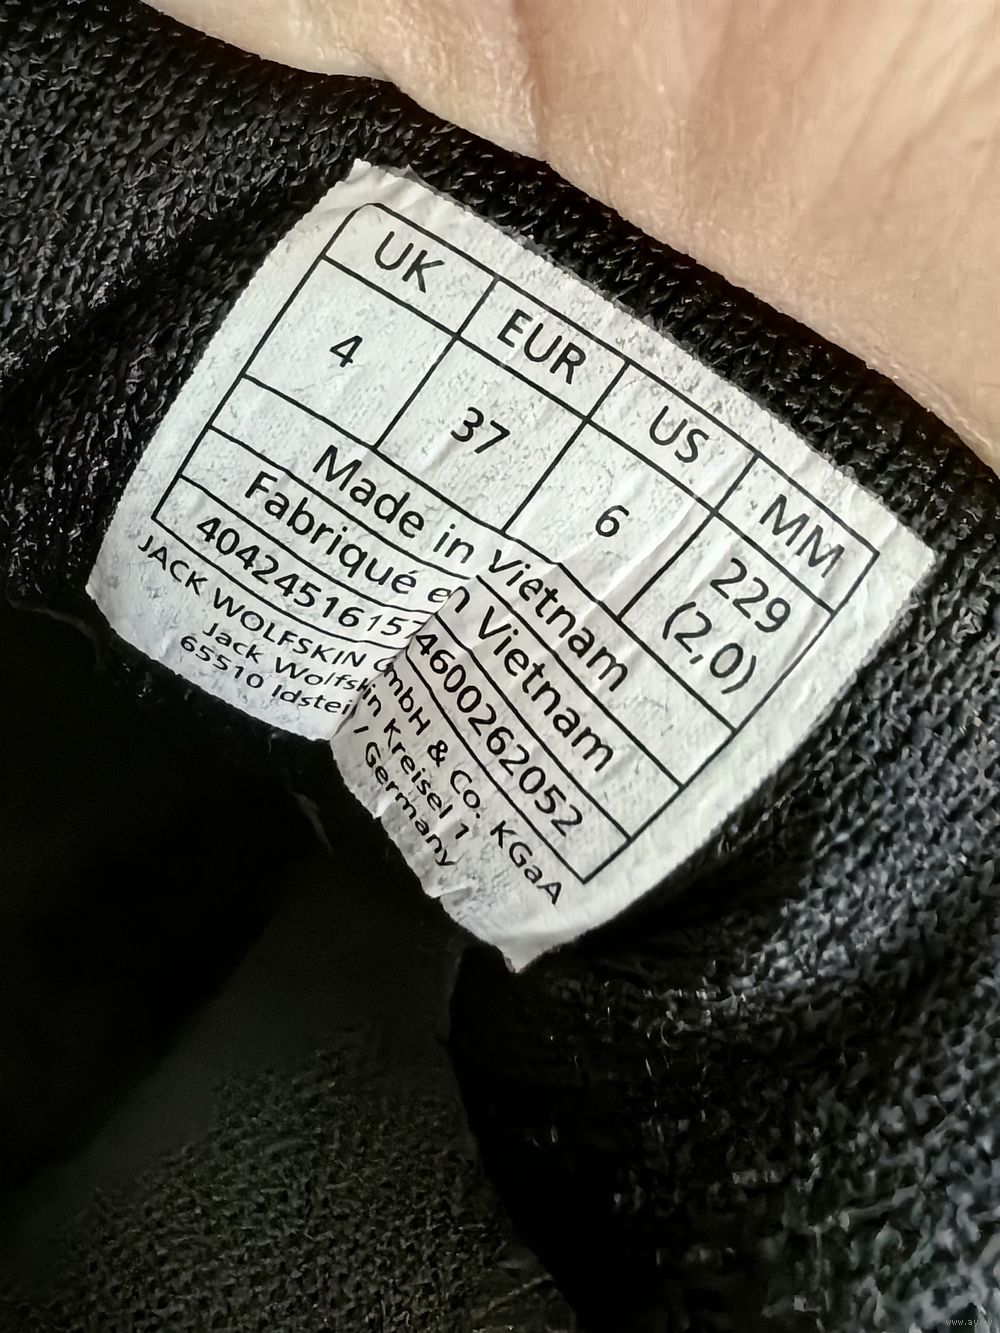 UK EUR US MM
4 37 6 229 (2,0)
Made in Vietnam
Fabriqué en Vietnam
JACK WOLFSKIN GmbH & Co. KGaA
Jack Wolfskin Kreisel 1
65510 Idstein / Germany